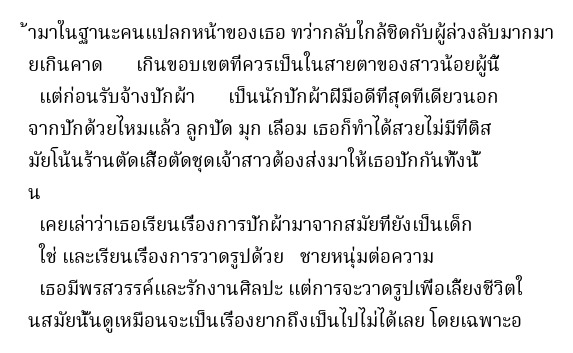 ้ามาในฐานะคนแปลกหน้าของเธอ ทว่ากลับใกล้ชิดกับผู้ล่วงลับมากมา
ยเกินคาด เกินขอบเขตที่ควรเป็นในสายตาของสาวน้อยผู้นี้
แต่ก่อนรับจ้างปักผ้า เป็นนักปักผ้าฝีมือดีที่สุดทีเดียวนอก
จากปักด้วยไหมแล้ว ลูกปัด มุก เลื่อม เธอก็ทำได้สวยไม่มีที่ติส
มัยโน้นร้านตัดเสื้อตัดชุดเจ้าสาวต้องส่งมาให้เธอปักกันทั้งนั้
น
เคยเล่าว่าเธอเรียนเรื่องการปักผ้ามาจากสมัยที่ยังเป็นเด็ก
ใช่ และเรียนเรื่องการวาดรูปด้วย ชายหนุ่มต่อความ
เธอมีพรสวรรค์และรักงานศิลปะ แต่การจะวาดรูปเพื่อเลี้ยงชีวิตใ
นสมัยนั้นดูเหมือนจะเป็นเรื่องยากถึงเป็นไปไม่ได้เลย โดยเฉพาะอ